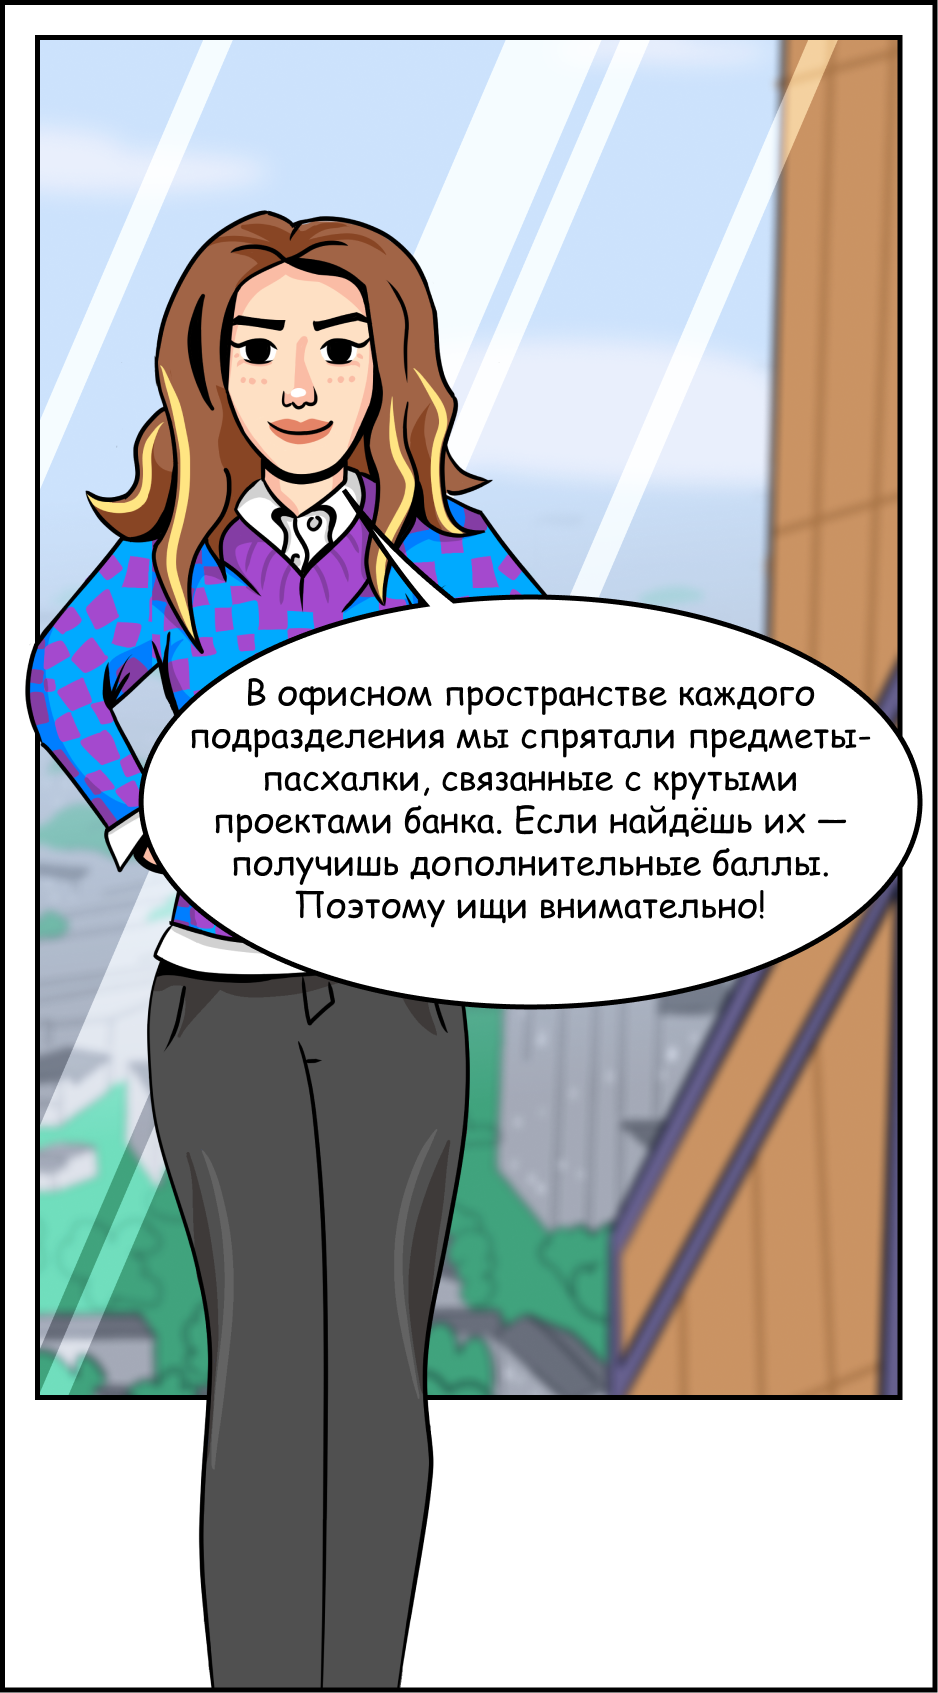 В офисном пространстве каждого
подразделения мы спрятали предметы-
пасхалки, связанные с крутыми
проектами банка. Если найдёшь их —
получишь дополнительные баллы.
Поэтому ищи внимательно!